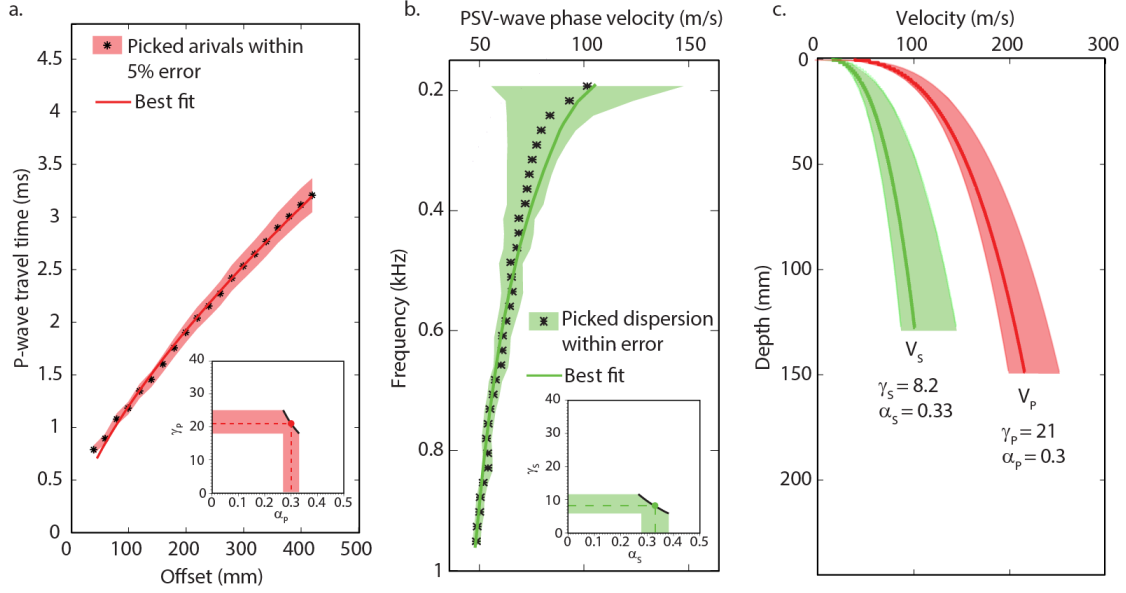 a.
4.5
4
3.5
3
2.5
2
1.5
1
0.5
0
P-wave travel time (ms)
Picked arivals within
5% error
Best fit
40
30
20
10
0
γP
0 0.1 0.2 0.3 0.4 0.5
αP
0 100 200 300 400 500
Offset (mm)
b.
PSV-wave phase velocity (m/s)
50 100 150
0.2
0.4
0.6
0.8
1
Frequency (kHz)
Picked dispersion
within error
Best fit
40
30
20
10
0
γS
0 0.1 0.2 0.3 0.4 0.5
αS
c.
Velocity (m/s)
0 100 200 300
0
50
100
150
200
Depth (mm)
VS
γS = 8.2
αS = 0.33
VP
γP = 21
αP = 0.3